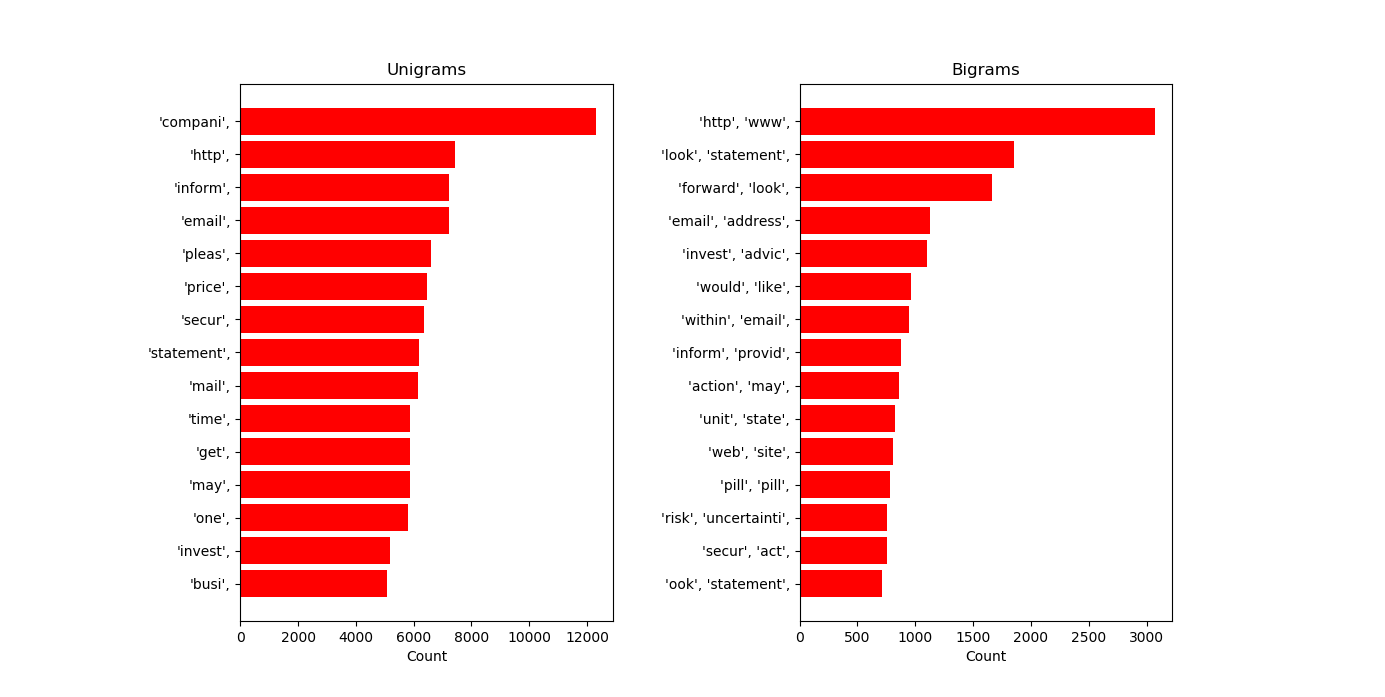 Unigrams
'compani',
'http',
'inform',
'email',
'pleas',
'price',
'secur',
'statement',
'mail',
'time',
'get',
'may',
'one',
'invest',
'busi',
0 2000 4000 6000 8000 10000 12000
Count
Bigrams
'http', 'www',
'look', 'statement',
'forward', 'look',
'email', 'address',
'invest', 'advic',
'would', 'like',
'within', 'email',
'inform', 'provid',
'action', 'may',
'unit', 'state',
'web', 'site',
'pill', 'pill',
'risk', 'uncertainti',
'secur', 'act',
'ook', 'statement',
0 500 1000 1500 2000 2500 3000
Count